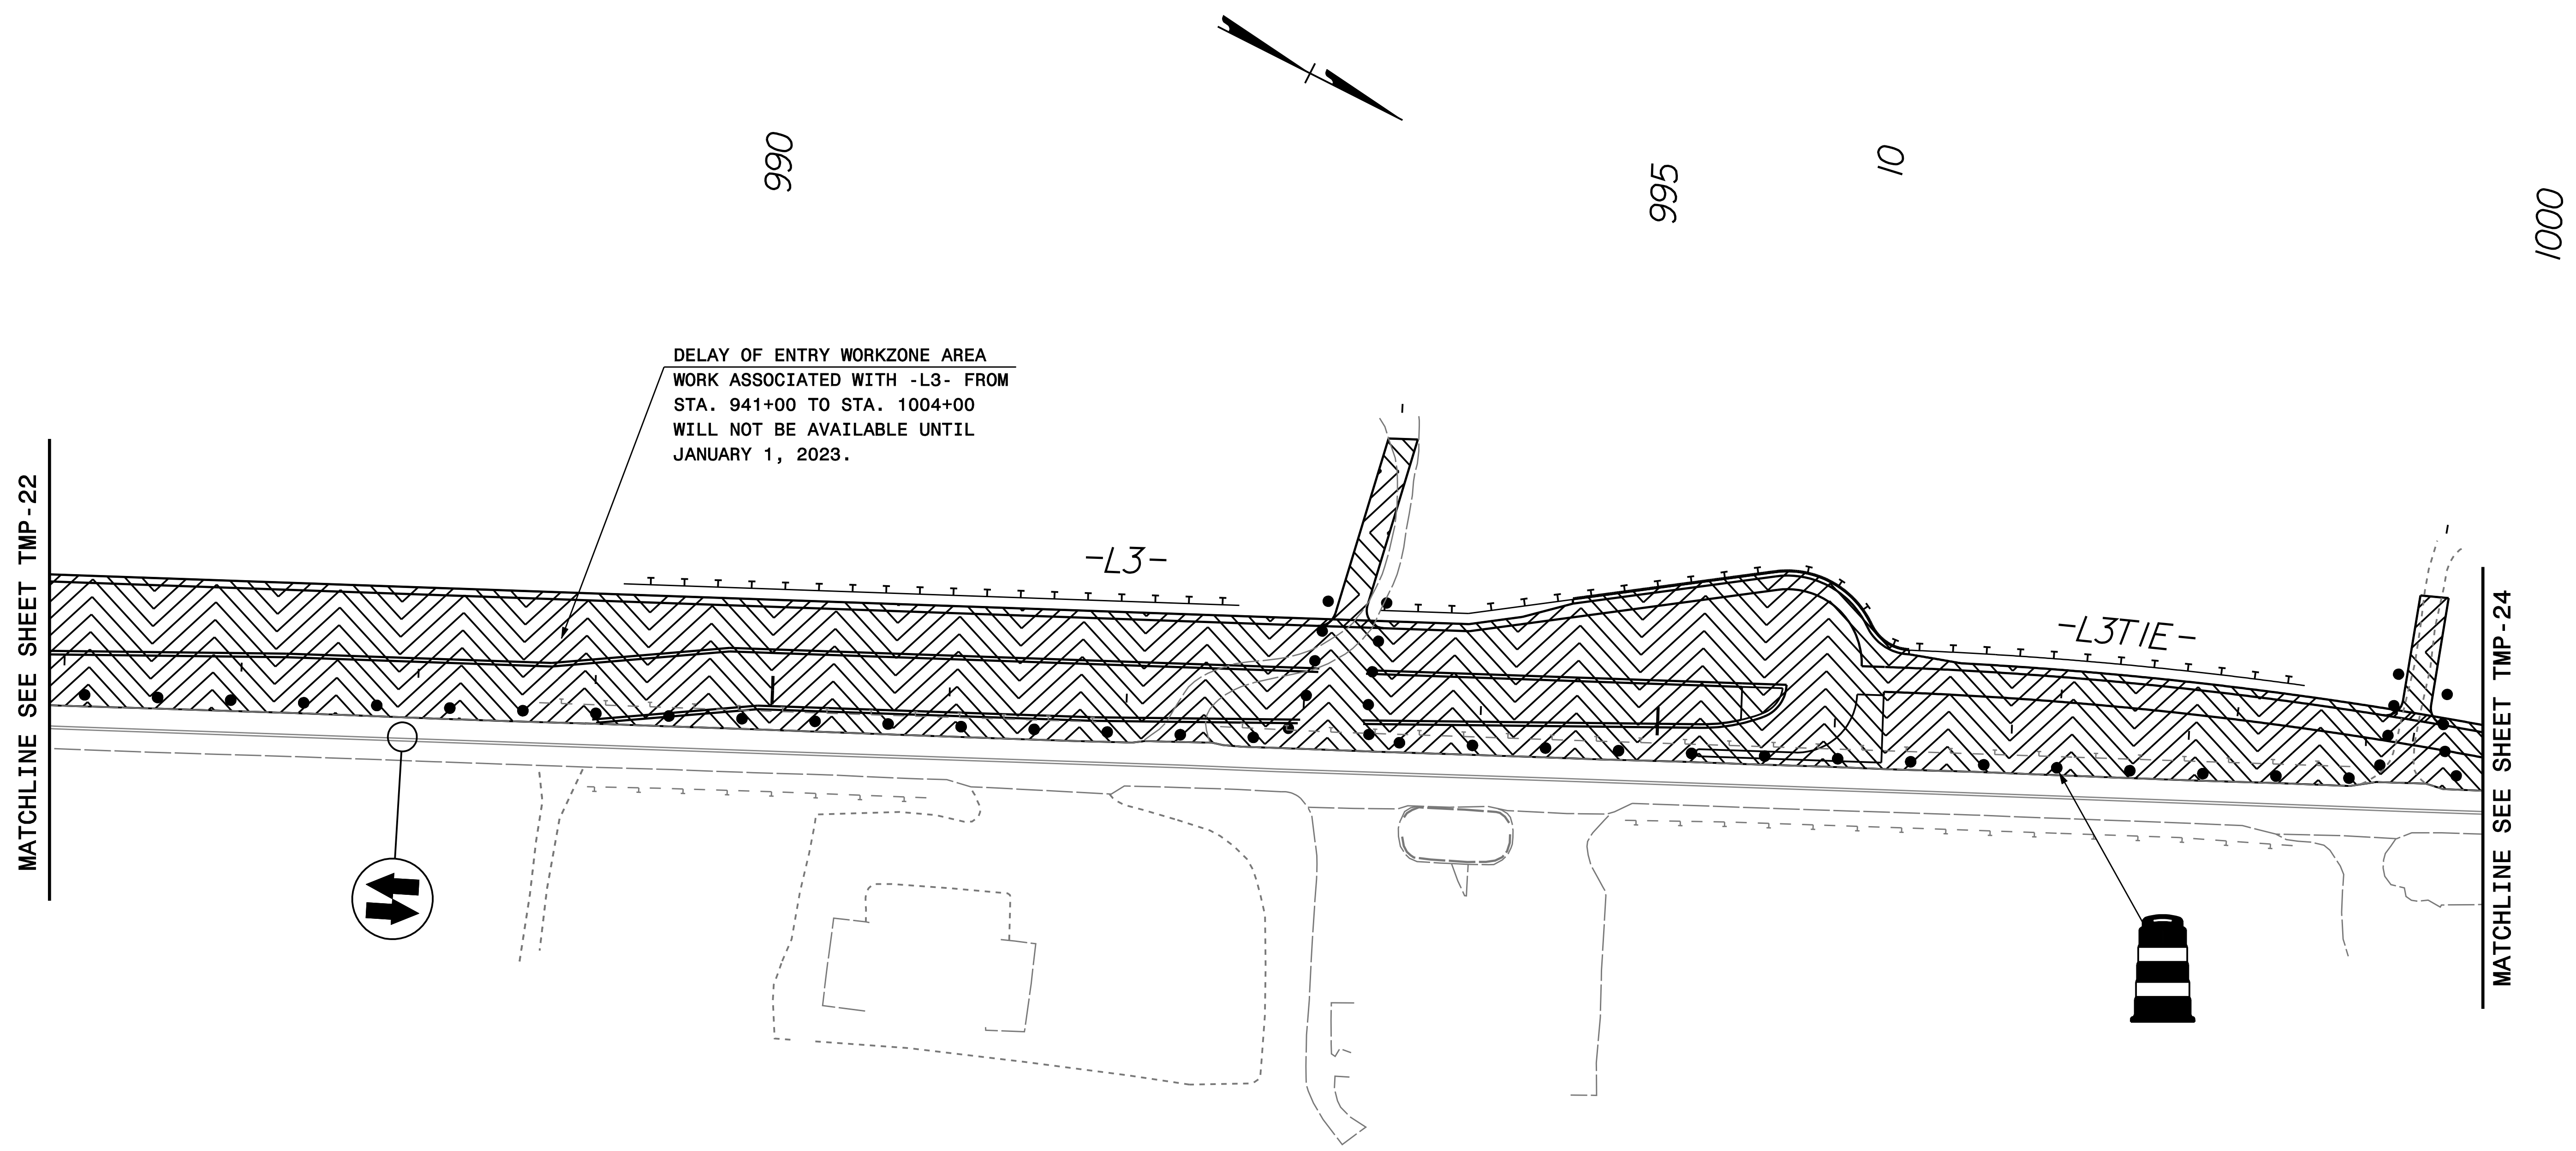 990
995
10
1000
DELAY OF ENTRY WORKZONE AREA
WORK ASSOCIATED WITH -L3- FROM
STA. 941+00 TO STA. 1004+00
WILL NOT BE AVAILABLE UNTIL
JANUARY 1, 2023.
MATCHLINE SEE SHEET TMP-22
-L3-
-L3TIE-
MATCHLINE SEE SHEET TMP-24